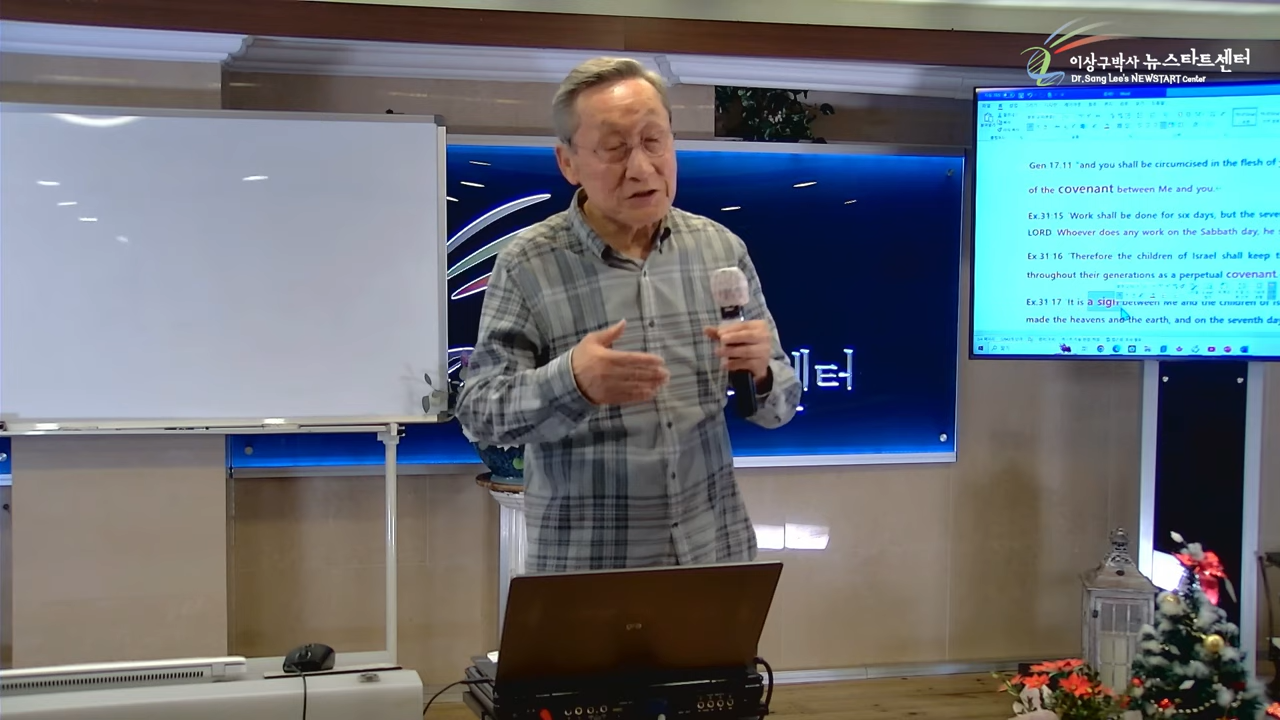 이상구박사 뉴스타트센터
Dr. Sang Lee's NEWSTART Center
Gen 17:11 "and you shall be circumcised in the flesh of
of the covenant between Me and you.
Ex.31:15 Work shall be done for six days, but the seve
LORD Whoever does any work on the Sabbath day, he
Ex.31:16 'Therefore the children of Israel shall keep t
throughout their generations as a perpetual covenant.
Ex.31:17 'It is a sign between Me and the children of Is
made the heavens and the earth, and on the seventh day
센터